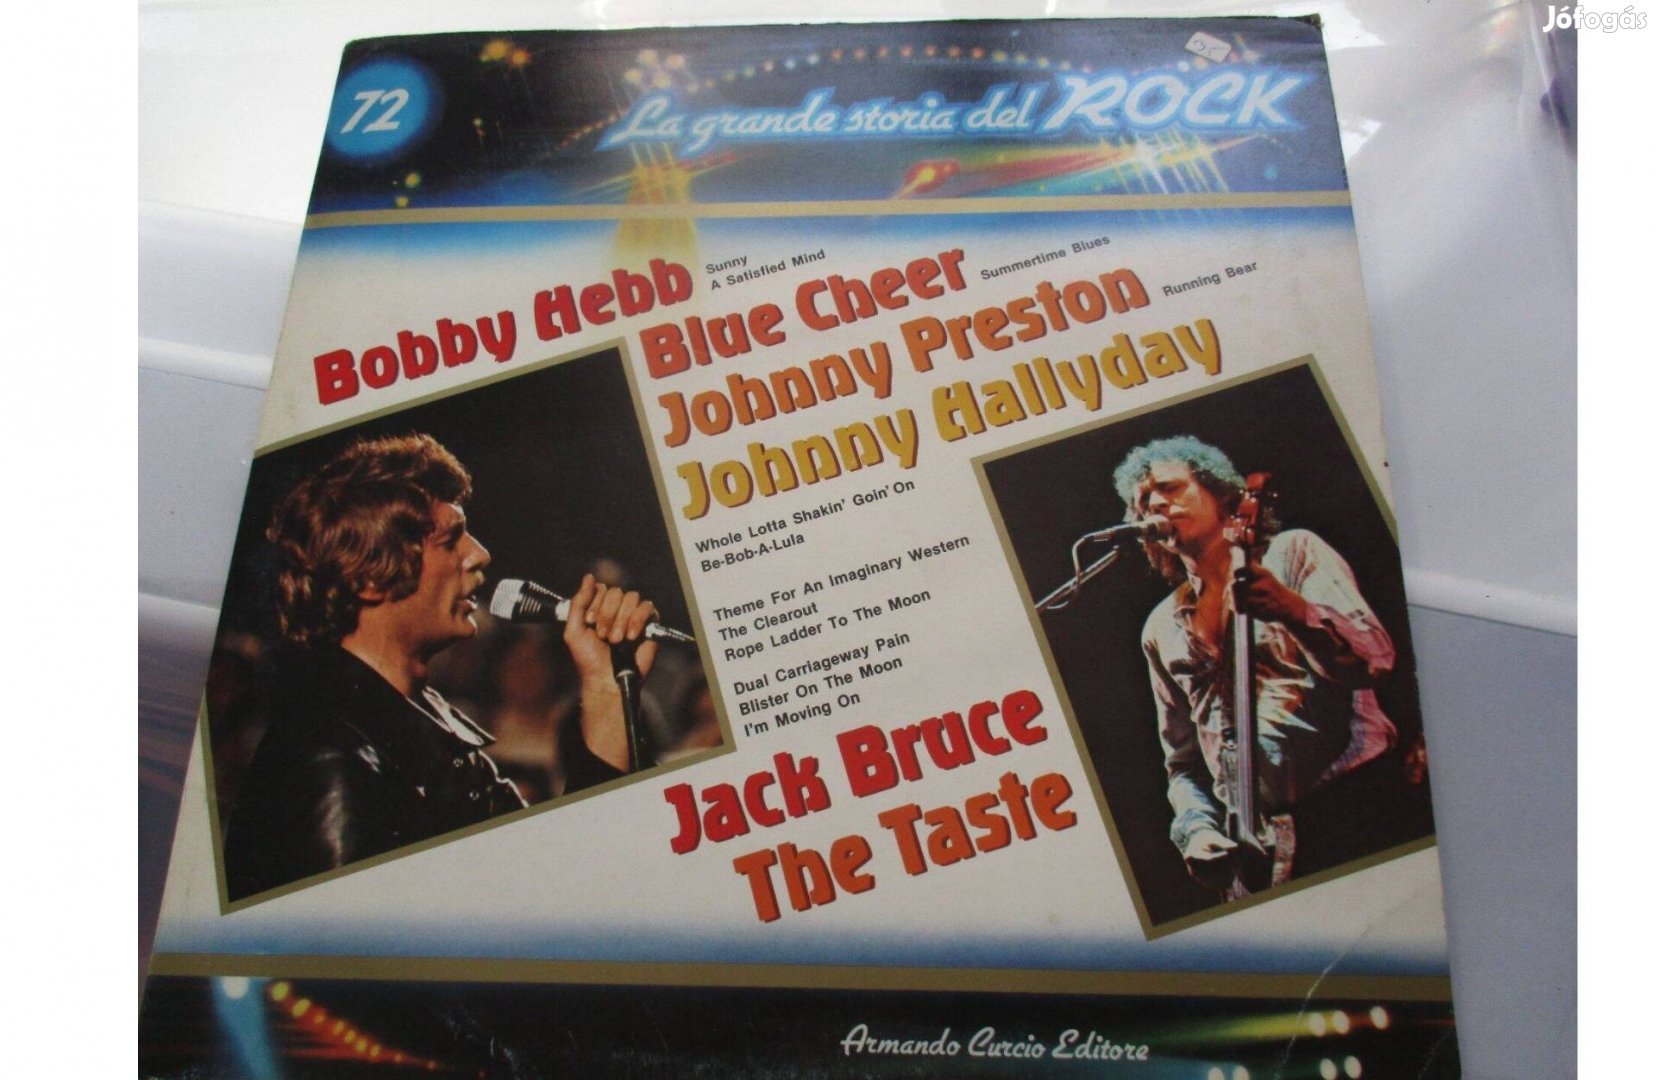 Jófogás
72
La grande storia del ROCK
Bobby Hebb
Sunny
A Satisfied Mind
Blue Cheer
Summertime Blues
Johnny Preston
Running Bear
Johnny Hallyday
Whole Lotta Shakin' Goin' On
Be-Bob-A-Lula
Theme For An Imaginary Western
The Clearout
Rope Ladder To The Moon
Dual Carriageway Pain
Blister On The Moon
I'm Moving On
Jack Bruce
The Taste
Armando Curcio Editore